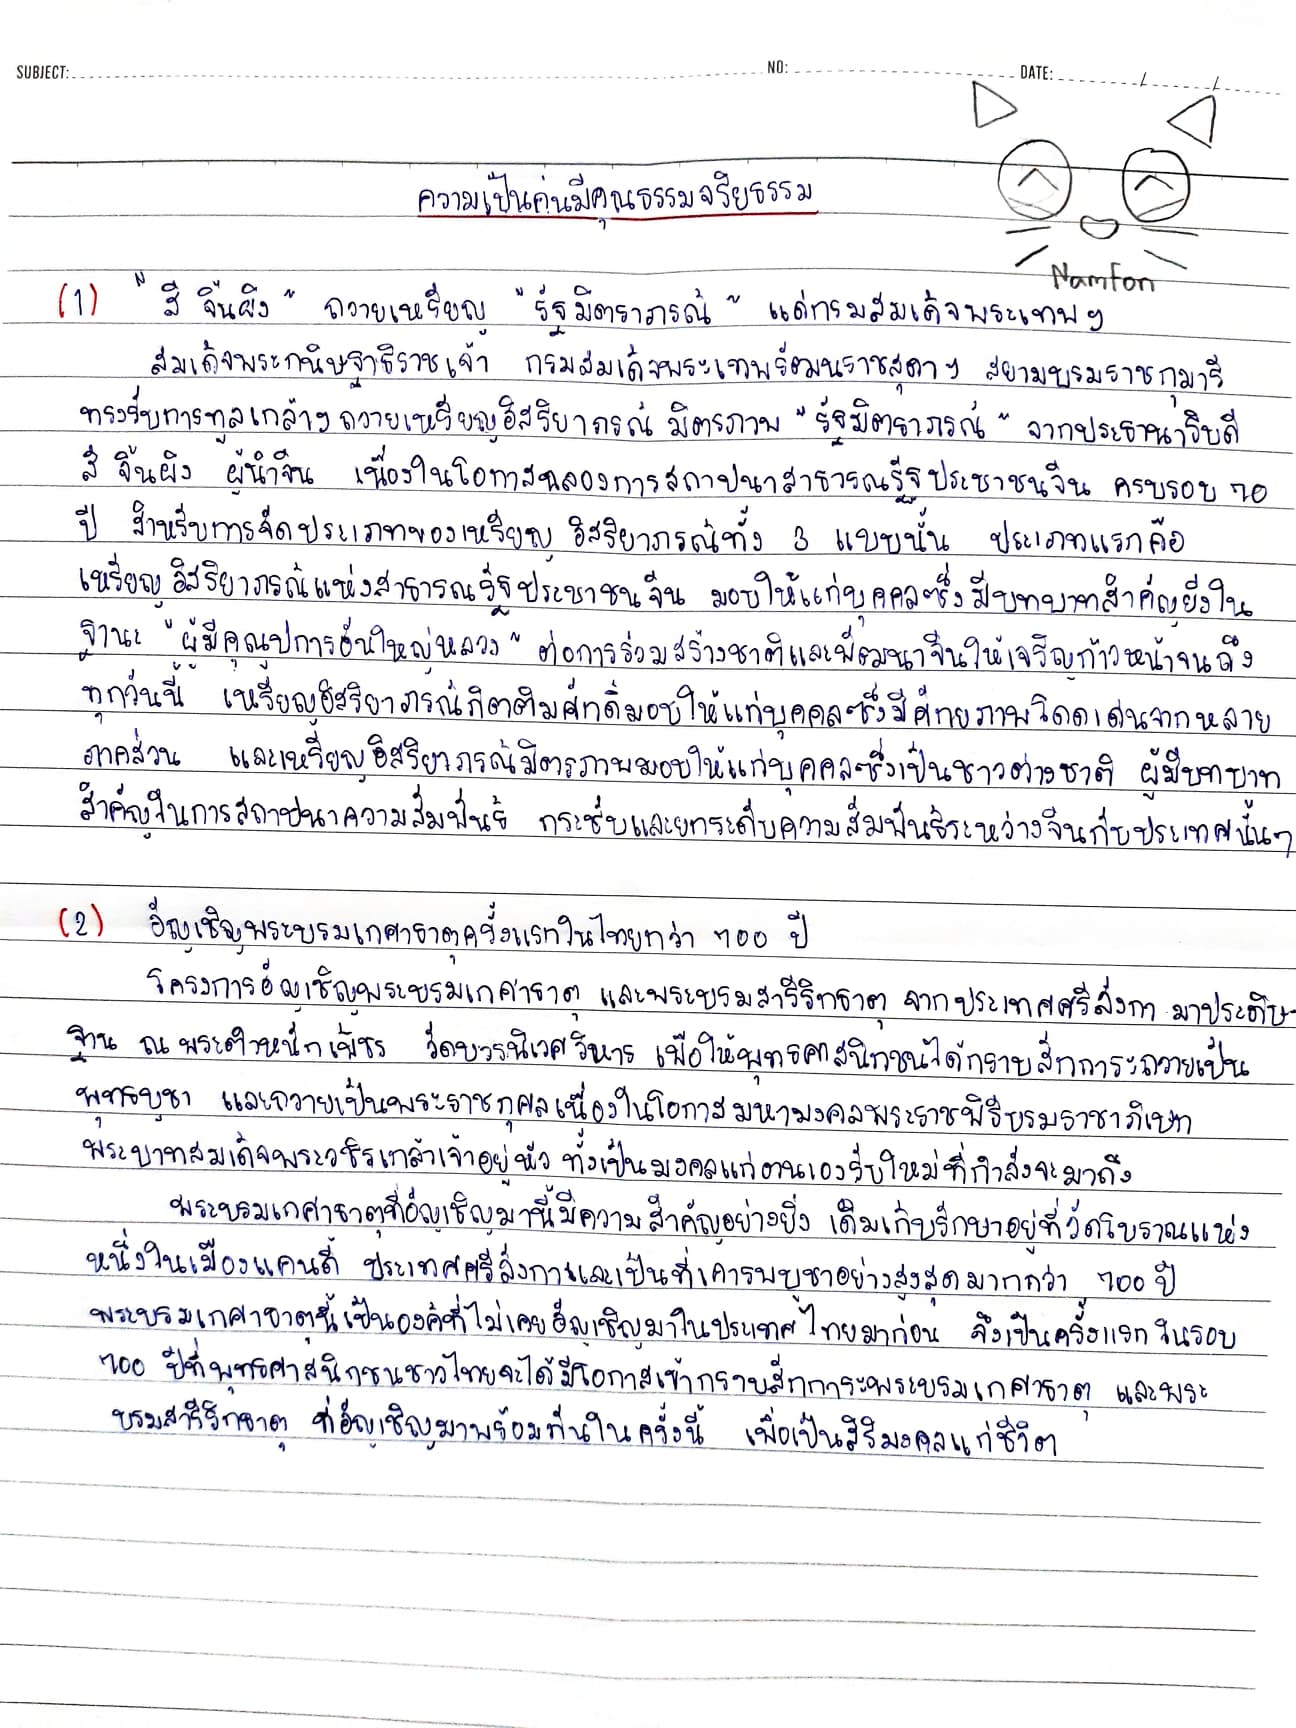 SUBJECT: NO: DATE: / /
ความเป็นคนมีคุณธรรมจริยธรรม
Namfon
(1) " สี จิ้นผิง " ถวายเหรียญ " รัฐมิตราภรณ์ " แด่กรมสมเด็จพระเทพฯ
สมเด็จพระกนิษฐาธิราชเจ้า กรมสมเด็จพระเทพรัตนราชสุดาฯ สยามบรมราชกุมารี
ทรงรับการทูลเกล้าฯ ถวายเหรียญอิสริยาภรณ์ มิตรภาพ " รัฐมิตราภรณ์ " จากประธานาธิบดี
สี จิ้นผิง ผู้นำจีน เนื่องในโอกาสฉลองการสถาปนาสาธารณรัฐประชาชนจีน ครบรอบ 70
ปี สำหรับการจัดประเภทของเหรียญ อิสริยาภรณ์ทั้ง 3 แบบนั้น ประเภทแรกคือ
เหรียญอิสริยาภรณ์แห่งสาธารณรัฐประชาชนจีน มอบให้แก่บุคคลซึ่งมีบทบาทสำคัญยิ่งใน
ฐานะ " ผู้มีคุณูปการอันใหญ่หลวง " ต่อการร่วมสร้างชาติและพัฒนาจีนให้เจริญก้าวหน้าจนถึง
ทุกวันนี้ เหรียญอิสริยาภรณ์กิตติมศักดิ์มอบให้แก่บุคคลซึ่งมีศักยภาพโดดเด่นจากหลาย
ภาคส่วน และเหรียญอิสริยาภรณ์มิตรภาพมอบให้แก่บุคคลซึ่งเป็นชาวต่างชาติ ผู้มีบทบาท
สำคัญในการสถาปนาความสัมพันธ์ กระชับและยกระดับความสัมพันธ์ระหว่างจีนกับประเทศนั้นๆ
(2) อัญเชิญพระบรมเกศาธาตุครั้งแรกในไทยกว่า 700 ปี
โครงการอัญเชิญพระบรมเกศาธาตุ และพระบรมสารีริกธาตุ จากประเทศศรีลังกา มาประดิษ-
ฐาน ณ พระตำหนักเพ็ชร วัดบวรนิเวศวิหาร เพื่อให้พุทธศาสนิกชนได้กราบสักการะถวายเป็น
พุทธบูชา และถวายเป็นพระราชกุศลเนื่องในโอกาสมหามงคลพระราชพิธีบรมราชาภิเษก
พระบาทสมเด็จพระวชิรเกล้าเจ้าอยู่หัว ทั้งเป็นมงคลแก่ตนเองรับใหม่ที่กำลังจะมาถึง
พระบรมเกศาธาตุที่อัญเชิญมานี้มีความสำคัญอย่างยิ่ง เดิมเก็บรักษาอยู่ที่วัดโบราณแห่ง
หนึ่งในเมืองแคนดี้ ประเทศศรีลังกาและเป็นที่เคารพบูชาอย่างสูงสุดมากกว่า 700 ปี
พระบรมเกศาธาตุนี้เป็นองค์ที่ไม่เคยอัญเชิญมาในประเทศไทยมาก่อน จึงเป็นครั้งแรก ในรอบ
700 ปีที่พุทธศาสนิกชนชาวไทยจะได้มีโอกาสเข้ากราบสักการะพระบรมเกศาธาตุ และพระ
บรมสารีริกธาตุ ที่อัญเชิญมาพร้อมกันในครั้งนี้ เพื่อเป็นสิริมงคลแก่ชีวิต